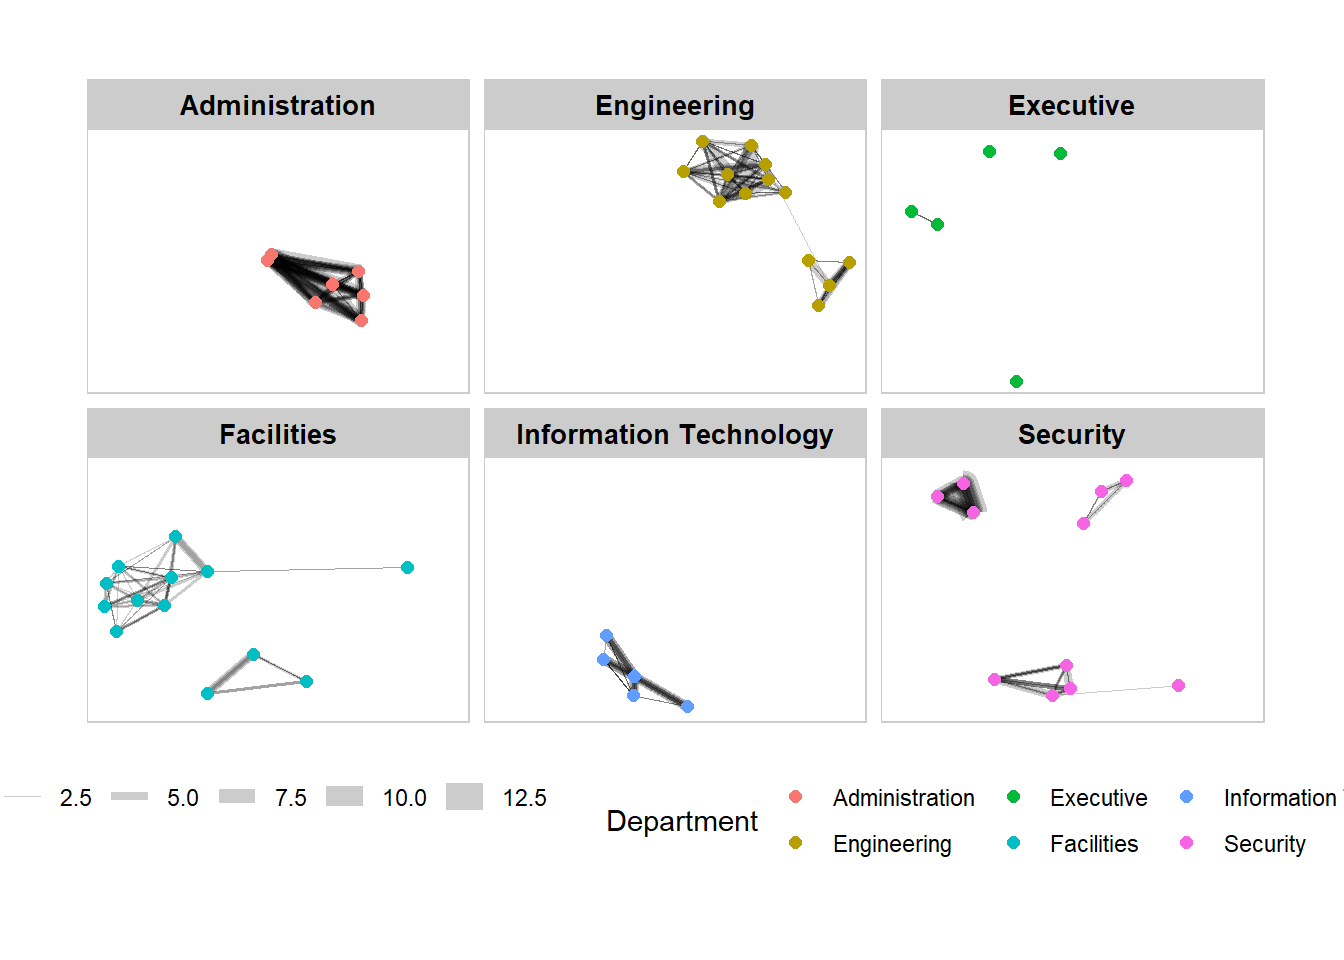 Administration
Engineering
Executive
Facilities
Information Technology
Security
2.5 5.0 7.5 10.0 12.5
Department
Administration Executive Information
Engineering Facilities Security